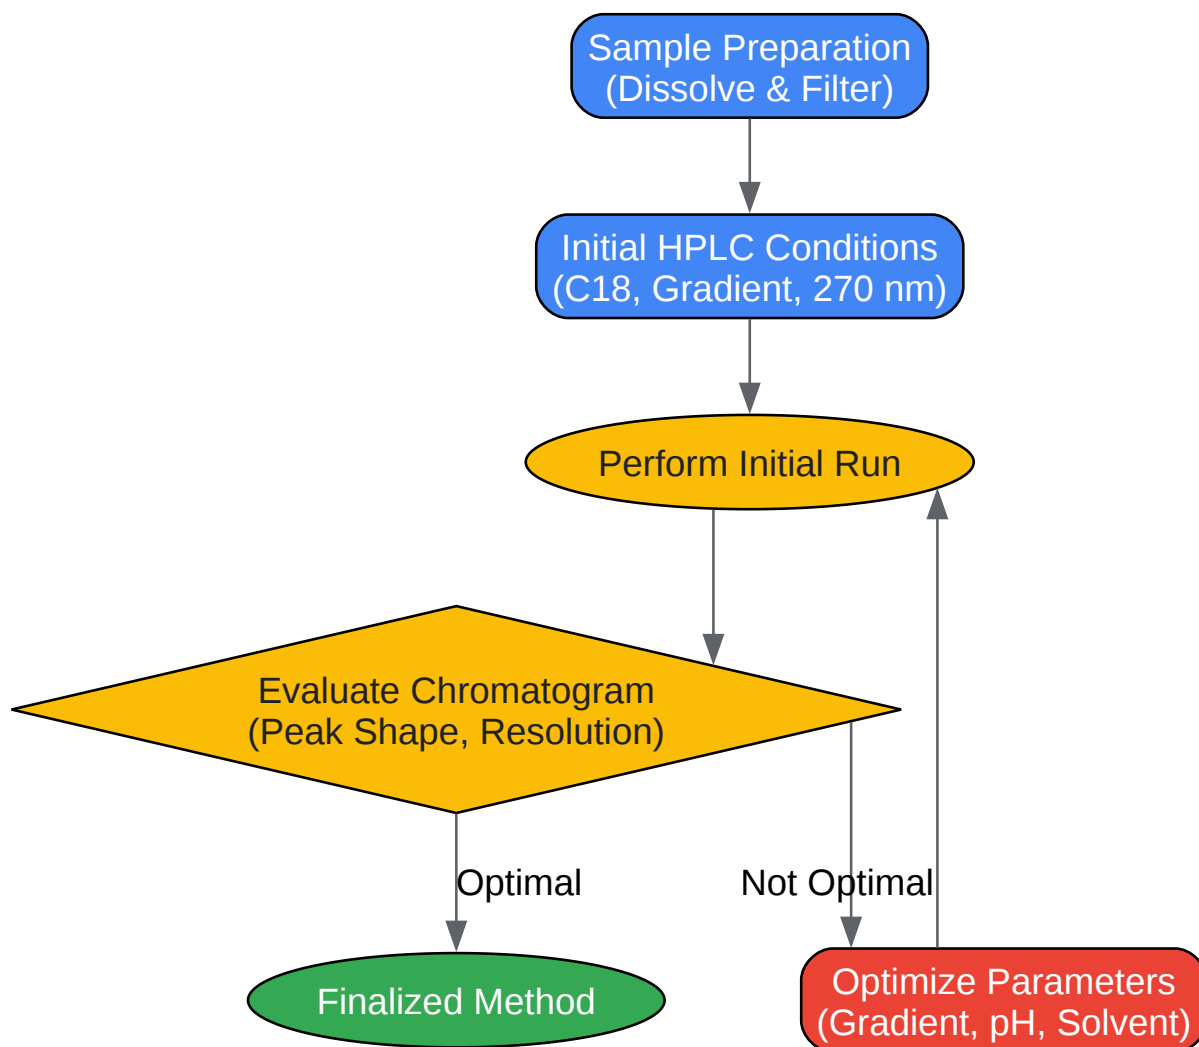 Sample Preparation
(Dissolve & Filter)
Initial HPLC Conditions
(C18, Gradient, 270 nm)
Perform Initial Run
Evaluate Chromatogram
(Peak Shape, Resolution)
Optimal
Not Optimal
Finalized Method
Optimize Parameters
(Gradient, pH, Solvent)